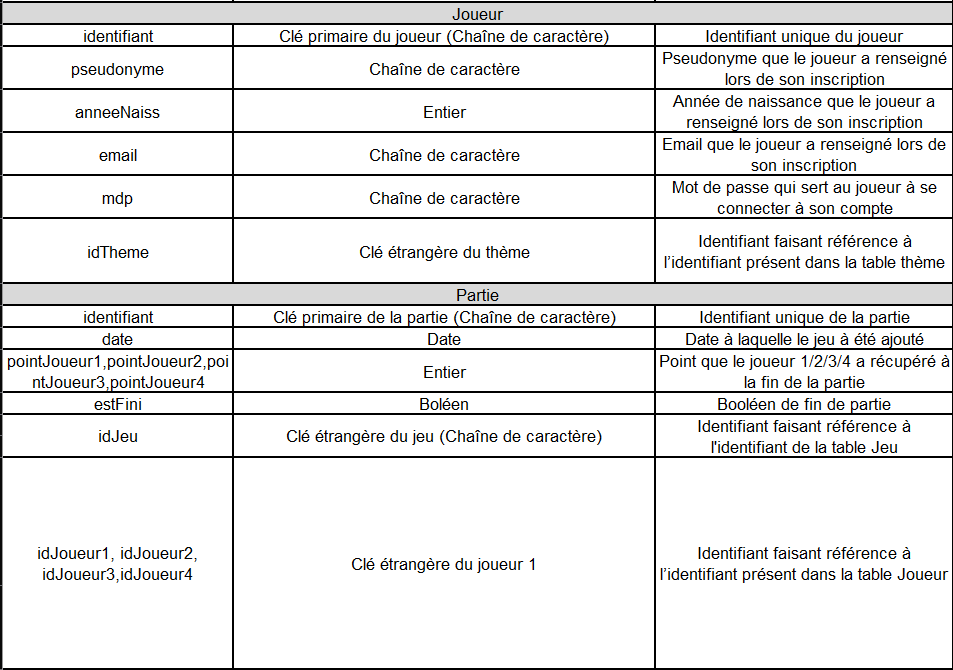 Joueur
identifiant
Clé primaire du joueur (Chaîne de caractère)
Identifiant unique du joueur
pseudonyme
Chaîne de caractère
Pseudonyme que le joueur a renseigné
lors de son inscription
anneeNaiss
Entier
Année de naissance que le joueur a
renseigné lors de son inscription
email
Chaîne de caractère
Email que le joueur a renseigné lors de
son inscription
mdp
Chaîne de caractère
Mot de passe qui sert au joueur à se
connecter à son compte
idTheme
Clé étrangère du thème
Identifiant faisant référence à
l’identifiant présent dans la table thème
Partie
identifiant
Clé primaire de la partie (Chaîne de caractère)
Identifiant unique de la partie
date
Date
Date à laquelle le jeu à été ajouté
pointJoueur1,pointJoueur2,poi
ntJoueur3,pointJoueur4
Entier
Point que le joueur 1/2/3/4 a récupéré à
la fin de la partie
estFini
Boléen
Booléen de fin de partie
idJeu
Clé étrangère du jeu (Chaîne de caractère)
Identifiant faisant référence à
l'identifiant de la table Jeu
idJoueur1, idJoueur2,
idJoueur3,idJoueur4
Clé étrangère du joueur 1
Identifiant faisant référence à
l’identifiant présent dans la table Joueur